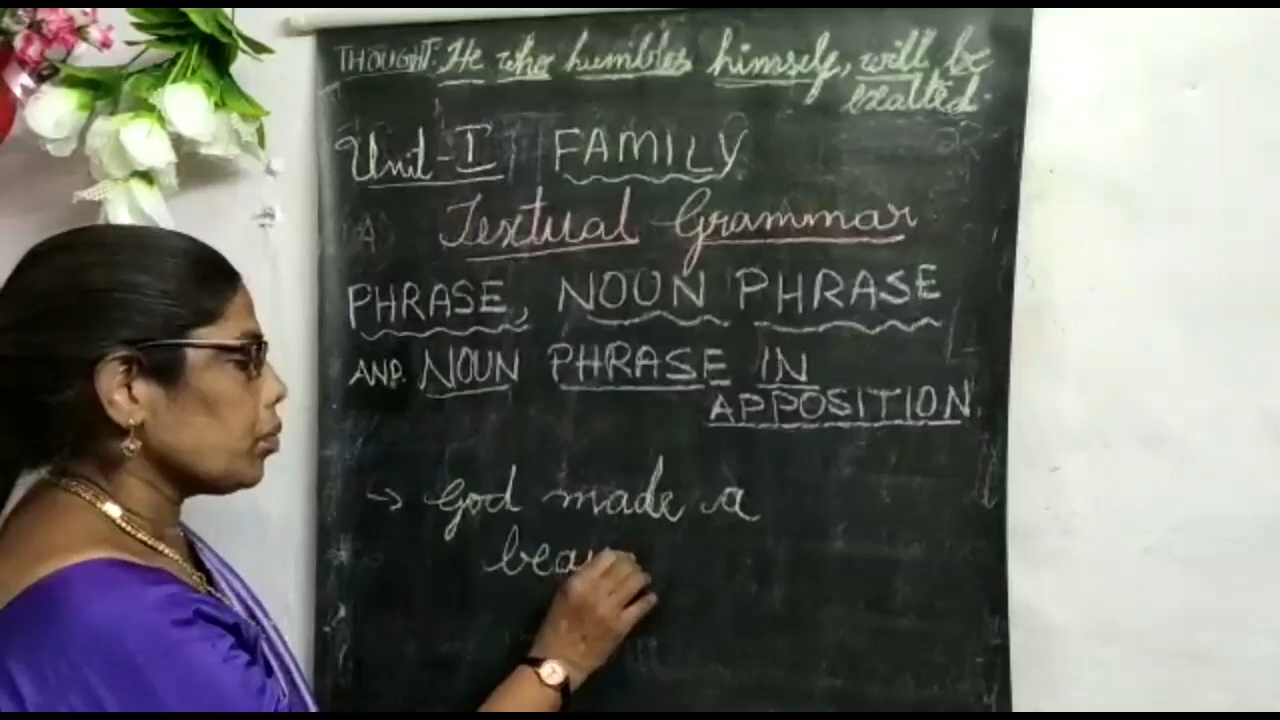 THOUGHT: He who humbles himself, will be
exalted.
Unit-I FAMILY
A) Textual Grammar
PHRASE, NOUN PHRASE
AND NOUN PHRASE IN
APPOSITION.
→ God made a
beau